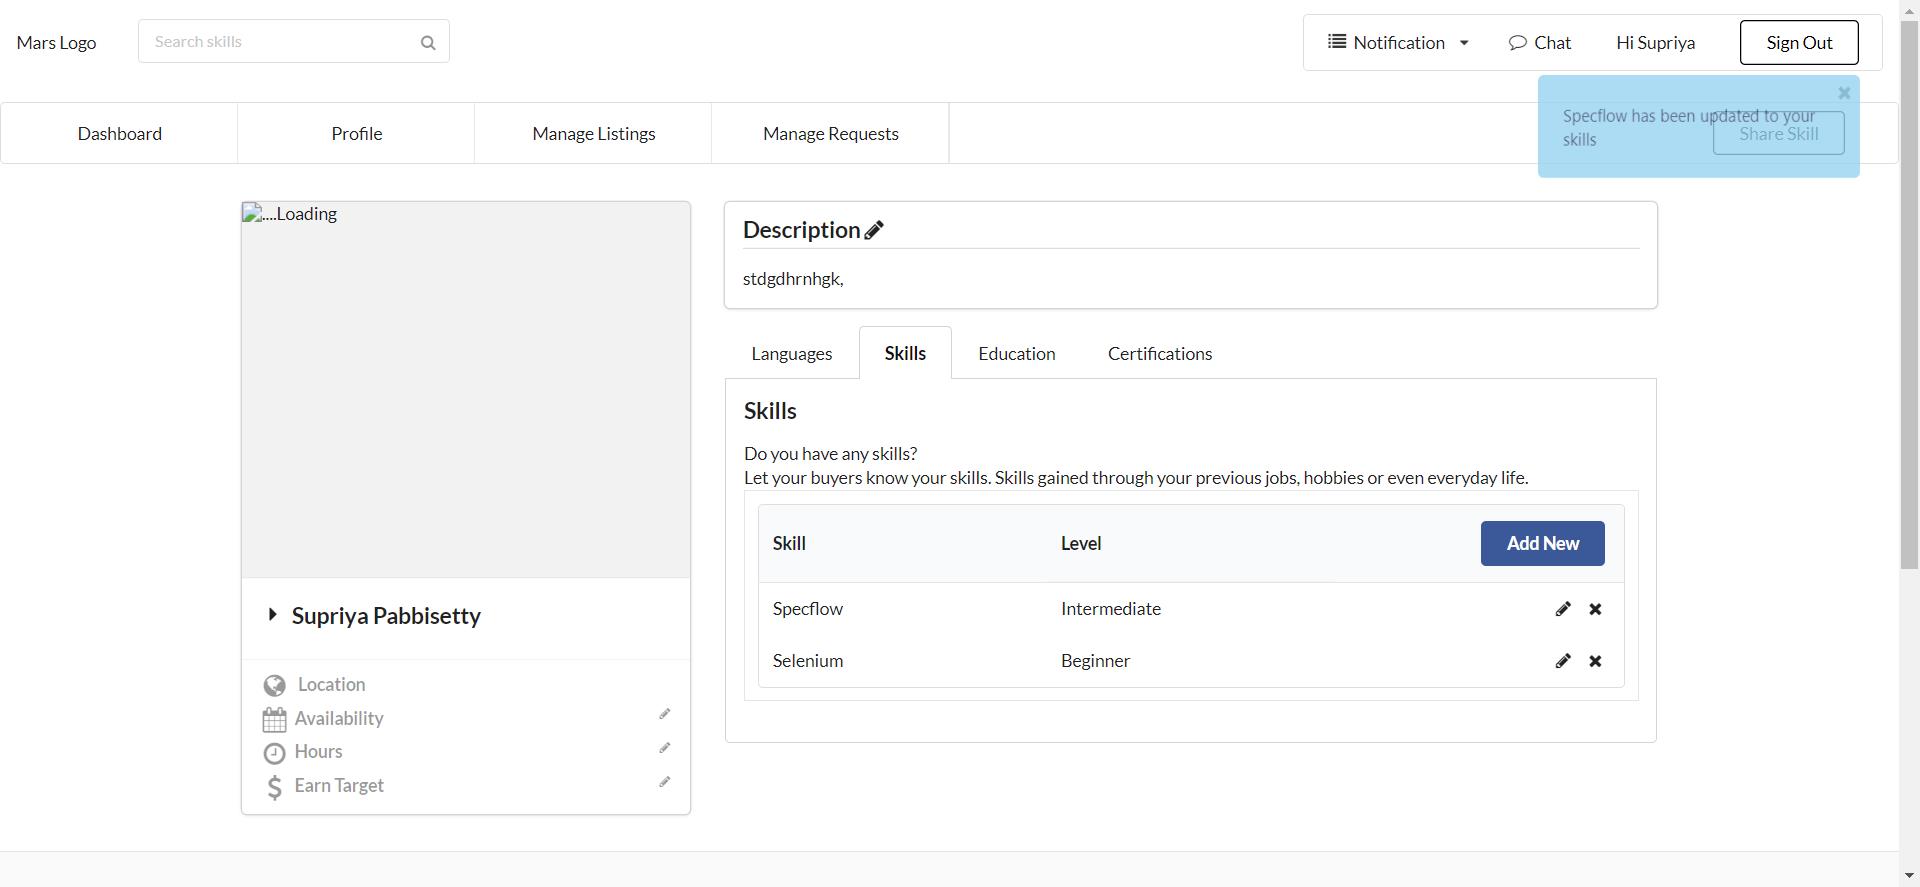 Mars Logo
Search skills
Notification
Chat
Hi Supriya
Sign Out
Dashboard
Profile
Manage Listings
Manage Requests
Share Skill
Specflow has been updated to your
skills
....Loading
Supriya Pabbisetty
Location
Availability
Hours
Earn Target
Description
stdgdhrnhgk,
Languages
Skills
Education
Certifications
Skills
Do you have any skills?
Let your buyers know your skills. Skills gained through your previous jobs, hobbies or even everyday life.
Skill
Level
Add New
Specflow
Intermediate
Selenium
Beginner